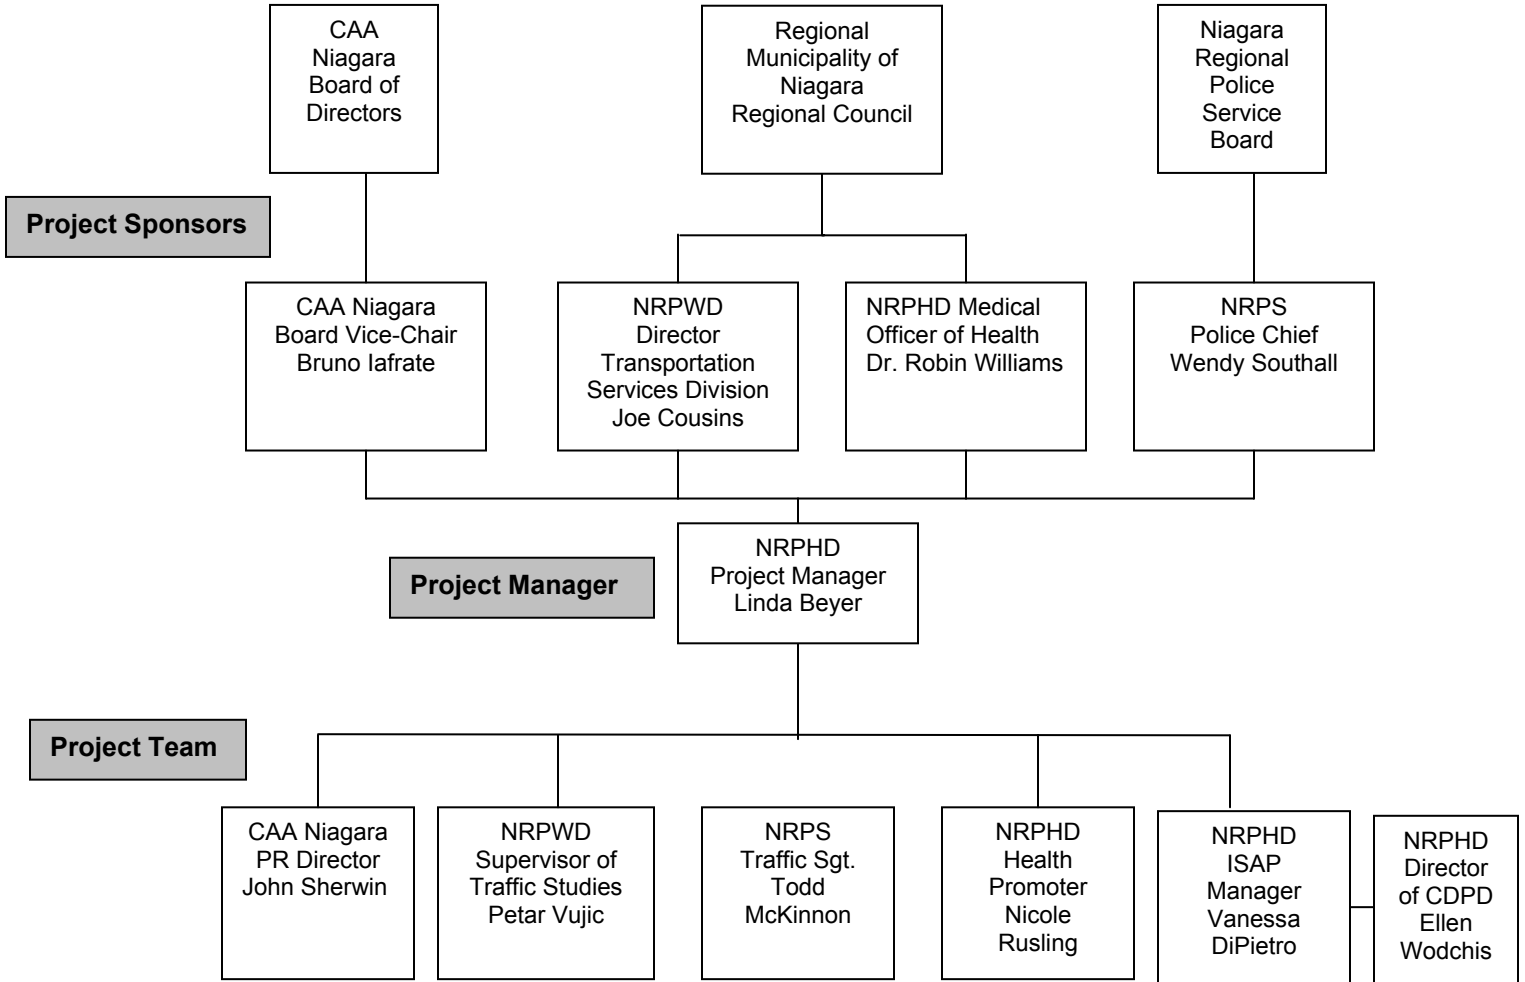 CAA
Niagara
Board of
Directors
Regional
Municipality of
Niagara
Regional Council
Niagara
Regional
Police
Service
Board
Project Sponsors
CAA Niagara
Board Vice-Chair
Bruno Iafrate
NRPWD
Director
Transportation
Services Division
Joe Cousins
NRPHD Medical
Officer of Health
Dr. Robin Williams
NRPS
Police Chief
Wendy Southall
Project Manager
NRPHD
Project Manager
Linda Beyer
Project Team
CAA Niagara
PR Director
John Sherwin
NRPWD
Supervisor of
Traffic Studies
Petar Vujic
NRPS
Traffic Sgt.
Todd
McKinnon
NRPHD
Health
Promoter
Nicole
Rusling
NRPHD
ISAP
Manager
Vanessa
DiPietro
NRPHD
Director
of CDPD
Ellen
Wodchis